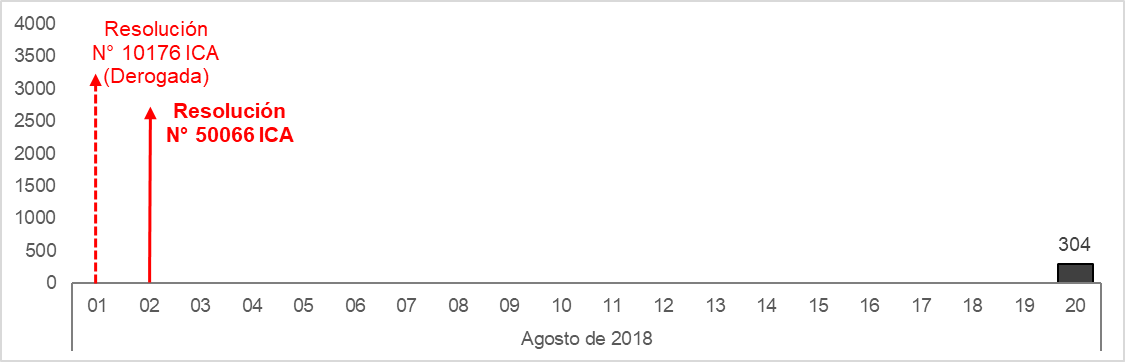 4000
3500
3000
2500
2000
1500
1000
500
0
Resolución
N° 10176 ICA
(Derogada)
Resolución
N° 50066 ICA
304
01 02 03 04 05 06 07 08 09 10 11 12 13 14 15 16 17 18 19 20
Agosto de 2018